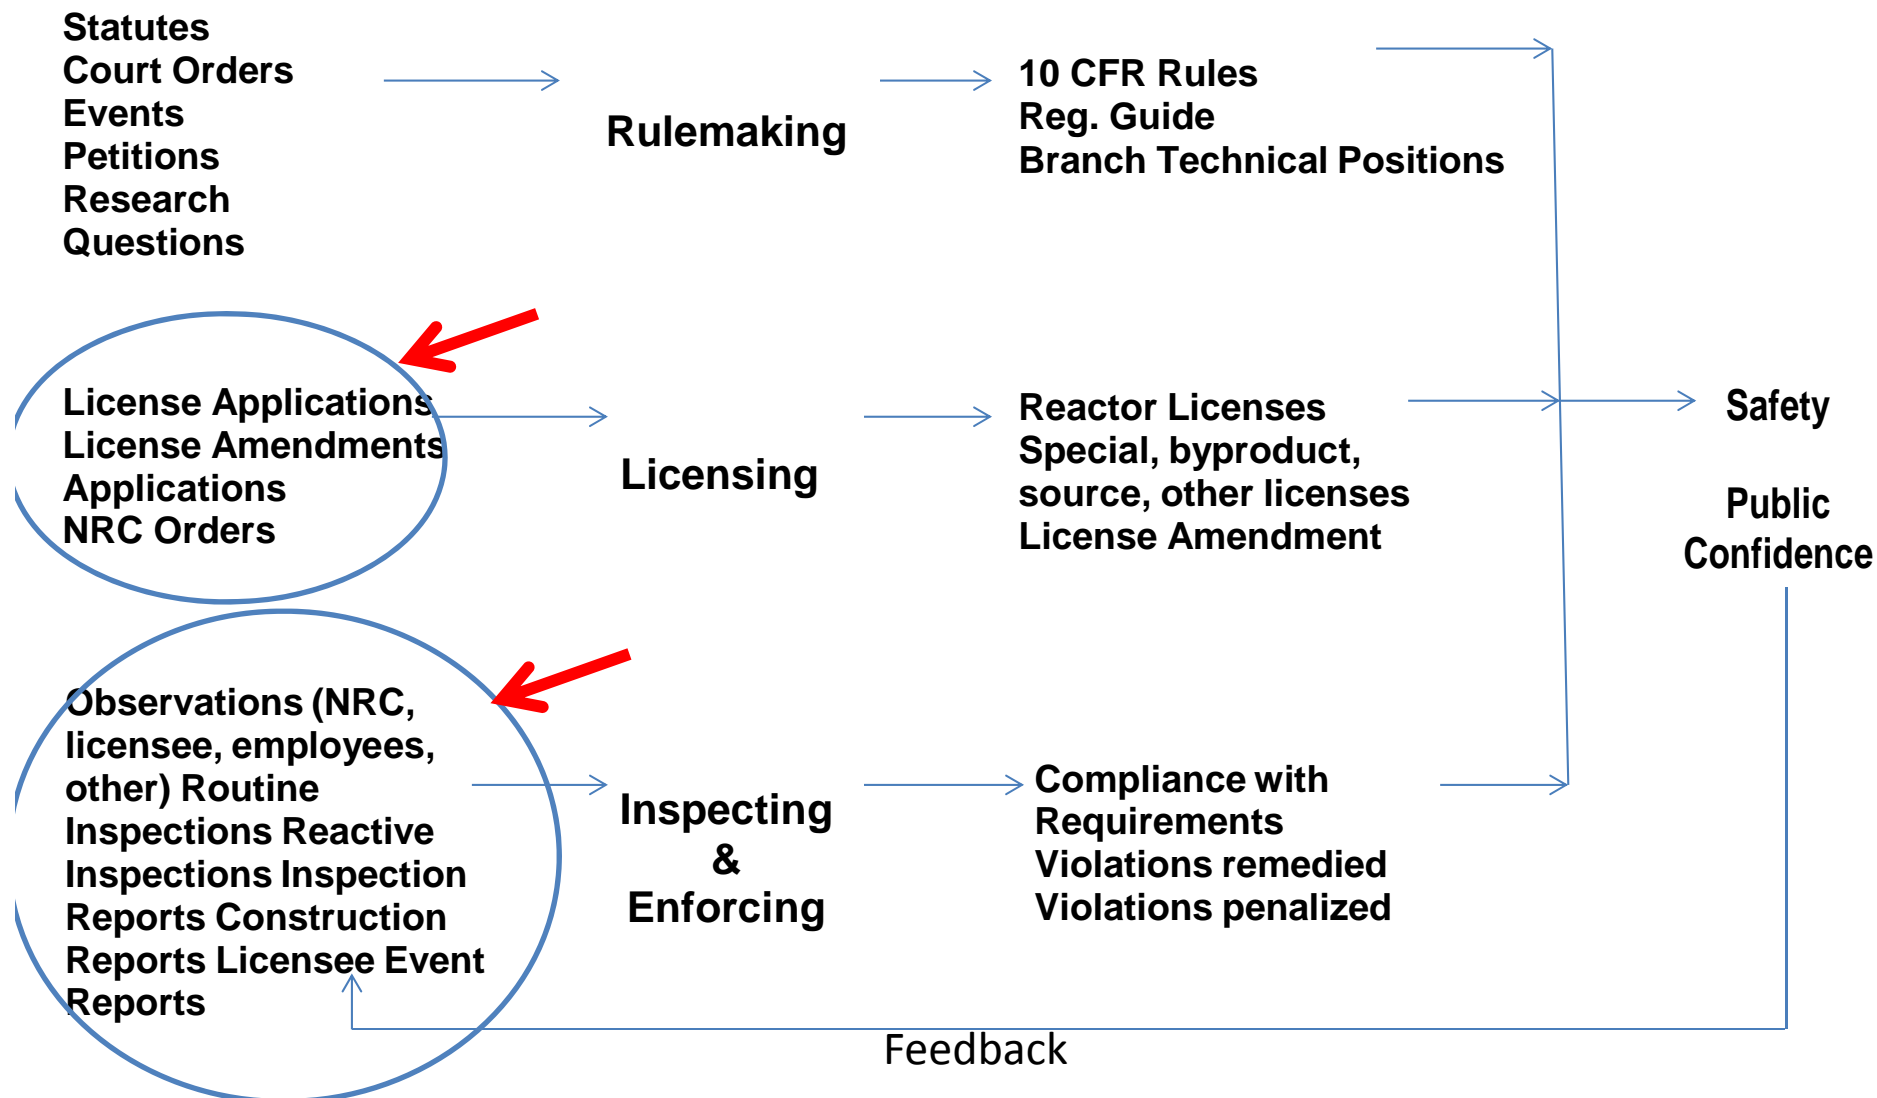 Statutes
Court Orders
Events
Petitions
Research
Questions
Rulemaking
10 CFR Rules
Reg. Guide
Branch Technical Positions
License Applications
License Amendments
Applications
NRC Orders
Licensing
Reactor Licenses
Special, byproduct,
source, other licenses
License Amendment
Safety
Public
Confidence
Observations (NRC,
licensee, employees,
other) Routine
Inspections Reactive
Inspections Inspection
Reports Construction
Reports Licensee Event
Reports
Inspecting
&
Enforcing
Compliance with
Requirements
Violations remedied
Violations penalized
Feedback